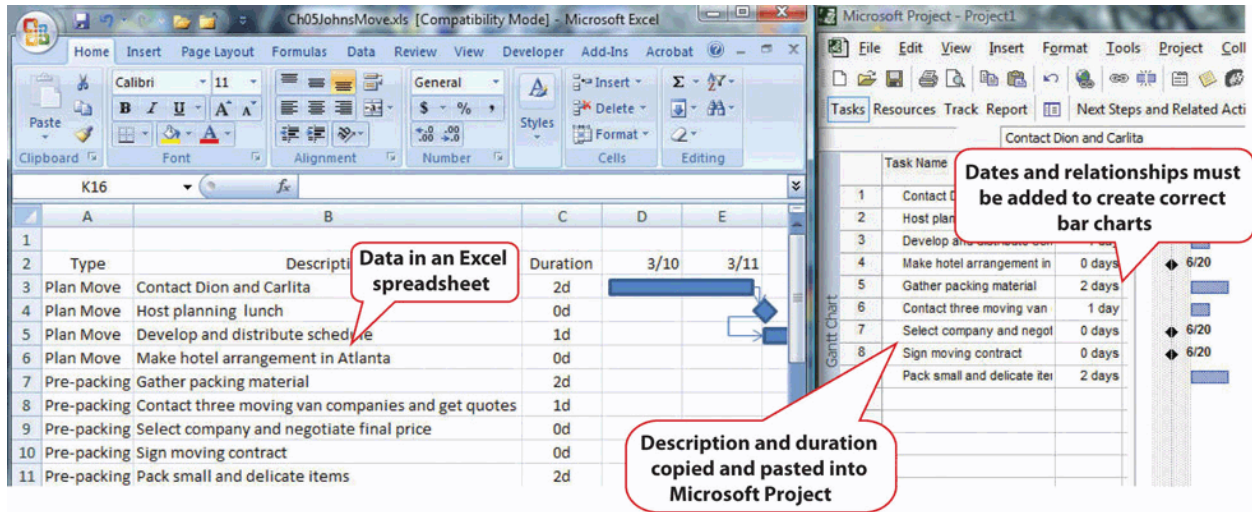 Ch05JohnsMove.xls [Compatibility Mode] - Microsoft Excel
Home Insert Page Layout Formulas Data Review View Developer Add-Ins Acrobat
Calibri 11 General Insert Σ
Paste B I U A A $ % , Styles Delete
A Format
Clipboard Font Alignment Number Cells Editing
K16 fx
A B C D E
1
2 Type Duration 3/10 3/11
3 Plan Move Contact Dion and Carlita 2d
4 Plan Move Host planning lunch 0d
5 Plan Move Develop and distribute schedule 1d
6 Plan Move Make hotel arrangement in Atlanta 0d
7 Pre-packing Gather packing material 2d
8 Pre-packing Contact three moving van companies and get quotes 1d
9 Pre-packing Select company and negotiate final price 0d
10 Pre-packing Sign moving contract 0d
11 Pre-packing Pack small and delicate items 2d
Data in an Excel
spreadsheet
Microsoft Project - Project1
File Edit View Insert Format Tools Project Coll
Tasks Resources Track Report Next Steps and Related Acti
Contact Dion and Carlita
Task Name
1 Contact D
2 Host plan
3 Develop and
4 Make hotel arrangement in 0 days 6/20
5 Gather packing material 2 days
6 Contact three moving van 1 day
7 Select company and negot 0 days 6/20
8 Sign moving contract 0 days 6/20
Pack small and delicate iter 2 days
Gantt Chart
Dates and relationships must
be added to create correct
bar charts
Description and duration
copied and pasted into
Microsoft Project